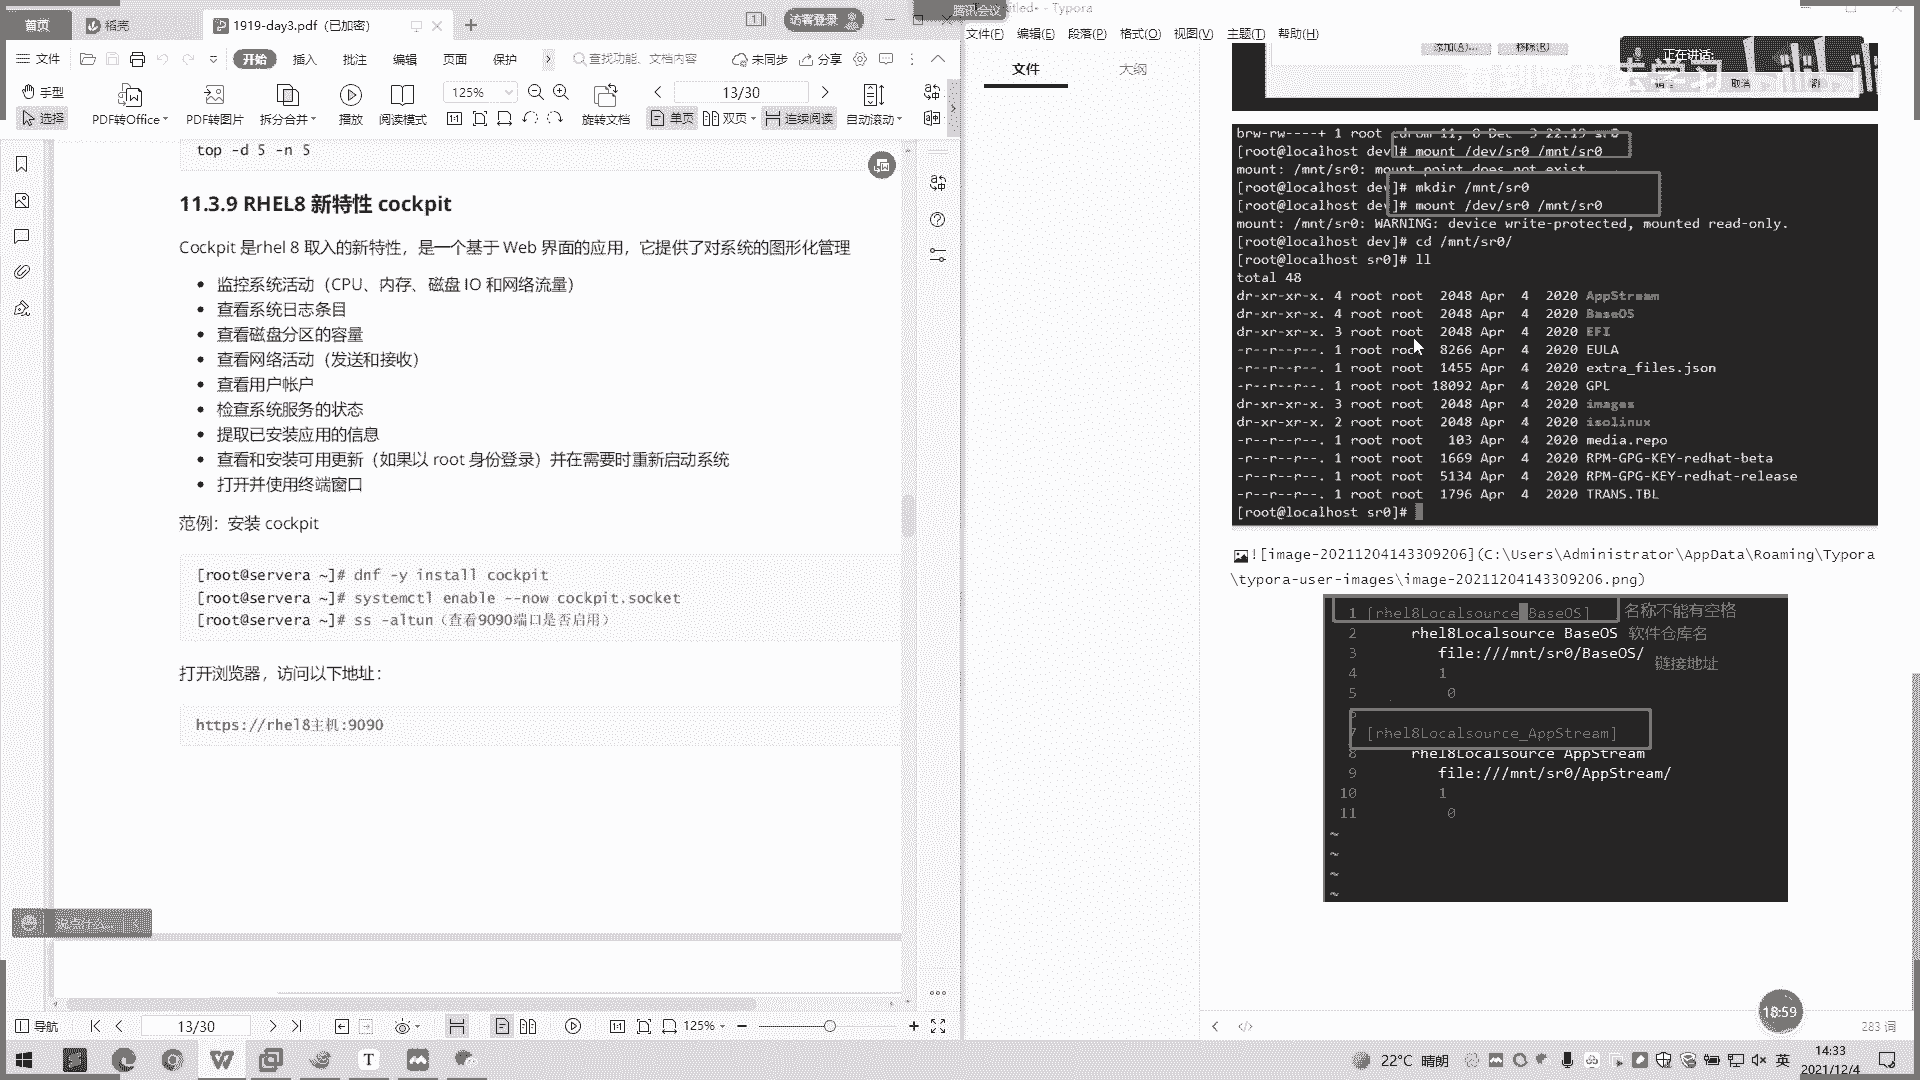 首页
稻壳
1919-day3.pdf (已加密)
访客登录
文件
开始
插入
批注
编辑
页面
保护
查找功能、文档内容
未同步
分享
手型
选择
PDF转Office
PDF转图片
拆分合并
播放
阅读模式
125%
旋转文档
13/30
单页
双页
连续阅读
自动滚动
top -d 5 -n 5
11.3.9 RHEL8 新特性 cockpit
Cockpit 是rhel 8 取入的新特性，是一个基于 Web 界面的应用，它提供了对系统的图形化管理
监控系统活动（CPU、内存、磁盘 IO 和网络流量）
查看系统日志条目
查看磁盘分区的容量
查看网络活动（发送和接收）
查看用户帐户
检查系统服务的状态
提取已安装应用的信息
查看和安装可用更新（如果以 root 身份登录）并在需要时重新启动系统
打开并使用终端窗口
范例：安装 cockpit
[root@servera ~]# dnf -y install cockpit
[root@servera ~]# systemctl enable --now cockpit.socket
[root@servera ~]# ss -altun（查看9090端口是否启用）
打开浏览器，访问以下地址：
https://rhel8主机:9090
说点什么...
导航
13/30
125%
腾讯会议
- Typora
文件(F)
编辑(E)
段落(P)
格式(O)
视图(V)
主题(T)
帮助(H)
文件
大纲
添加(A)...
移除(R)
正在讲话:
取消
brw-rw----+ 1 root cdrom 11, 0 Dec 3 22:19 sr0
[root@localhost dev]# mount /dev/sr0 /mnt/sr0
mount: /mnt/sr0: mount point does not exist.
[root@localhost dev]# mkdir /mnt/sr0
[root@localhost dev]# mount /dev/sr0 /mnt/sr0
mount: /mnt/sr0: WARNING: device write-protected, mounted read-only.
[root@localhost dev]# cd /mnt/sr0/
[root@localhost sr0]# ll
total 48
dr-xr-xr-x. 4 root root 2048 Apr 4 2020 AppStream
dr-xr-xr-x. 4 root root 2048 Apr 4 2020 BaseOS
dr-xr-xr-x. 3 root root 2048 Apr 4 2020 EFI
-r--r--r--. 1 root root 8266 Apr 4 2020 EULA
-r--r--r--. 1 root root 1455 Apr 4 2020 extra_files.json
-r--r--r--. 1 root root 18092 Apr 4 2020 GPL
dr-xr-xr-x. 3 root root 2048 Apr 4 2020 images
dr-xr-xr-x. 2 root root 2048 Apr 4 2020 isolinux
-r--r--r--. 1 root root 103 Apr 4 2020 media.repo
-r--r--r--. 1 root root 1669 Apr 4 2020 RPM-GPG-KEY-redhat-beta
-r--r--r--. 1 root root 5134 Apr 4 2020 RPM-GPG-KEY-redhat-release
-r--r--r--. 1 root root 1796 Apr 4 2020 TRANS.TBL
[root@localhost sr0]#
![image-20211204143309206](C:\Users\Administrator\AppData\Roaming\Typora
\typora-user-images\image-20211204143309206.png)
1 [rhel8Localsource_BaseOS] 名称不能有空格
2 rhel8Localsource BaseOS 软件仓库名
3 file:///mnt/sr0/BaseOS/ 链接地址
4 1
5 0
6
7 [rhel8Localsource_AppStream]
8 rhel8Localsource AppStream
9 file:///mnt/sr0/AppStream/
10 1
11 0
~
~
~
~
18:59
283 词
22°C 晴朗
英
14:33
2021/12/4